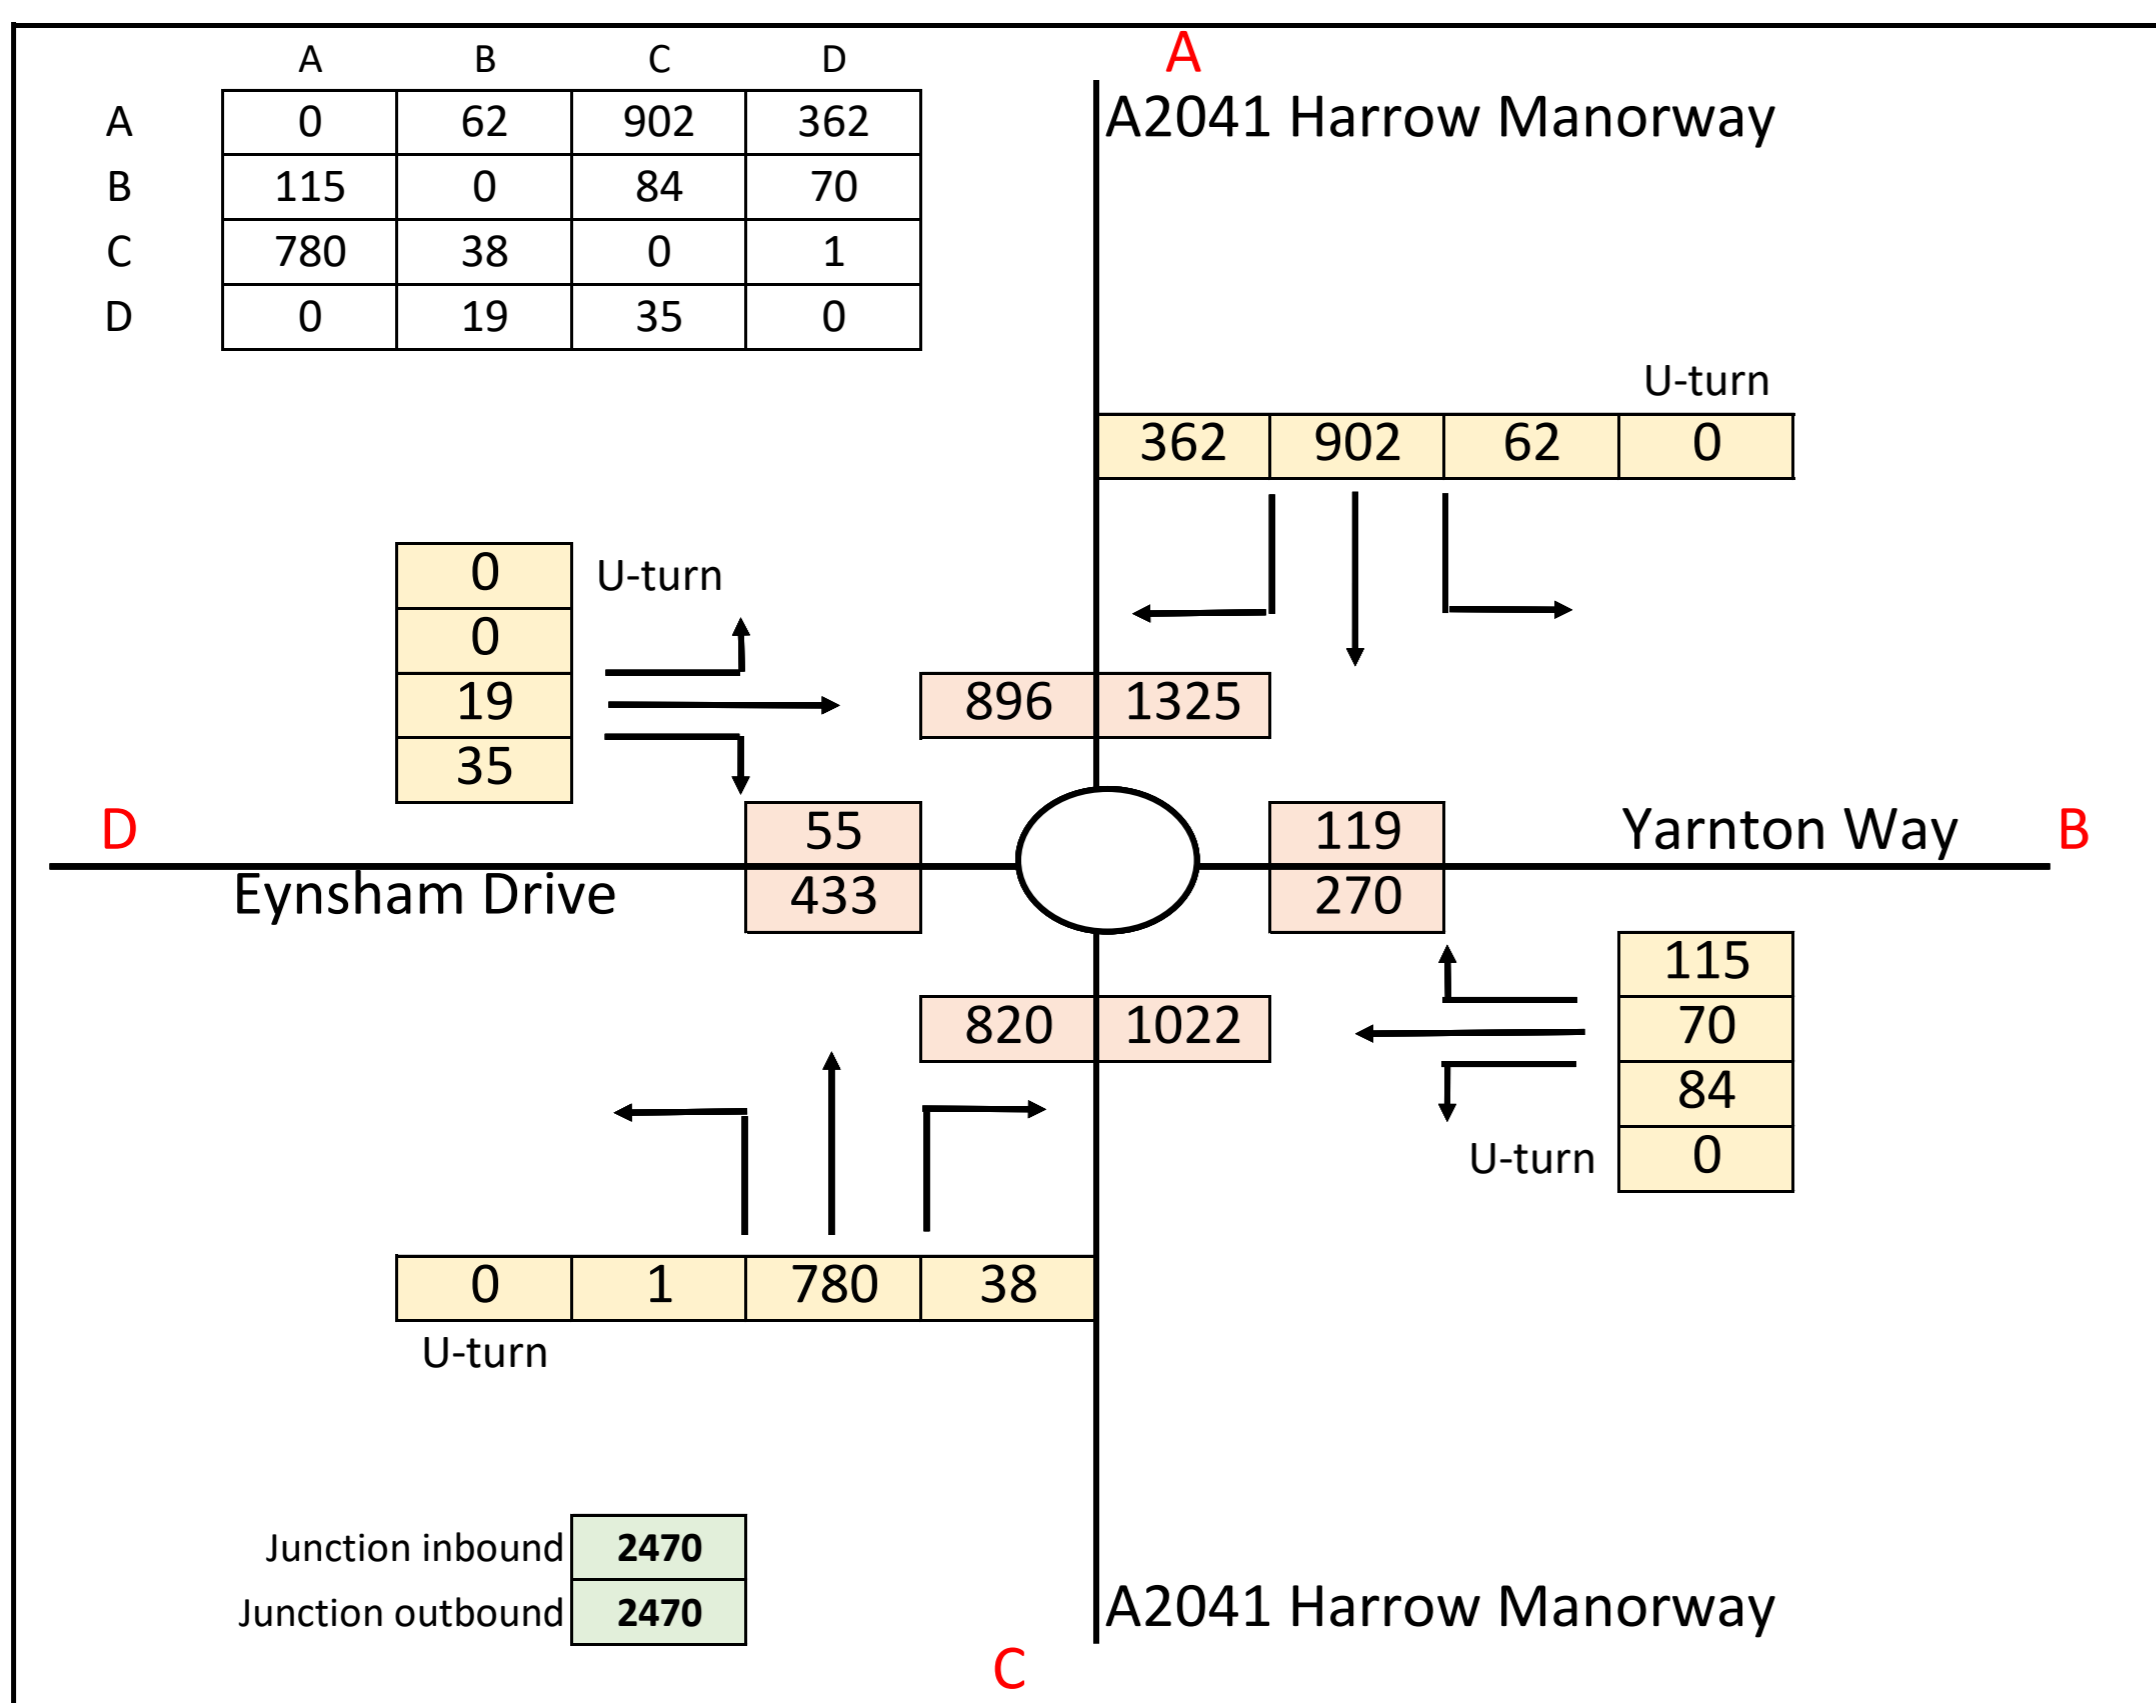 A
A B C D
A2041 Harrow Manorway
A 0 62 902 362
B 115 0 84 70
C 780 38 0 1
D 0 19 35 0
U-turn
362 902 62 0
0 U-turn
0
19
35
896 1325
D
55
433
Eynsham Drive
119
270
Yarnton Way
B
820 1022
115
70
84
U-turn 0
0 1 780 38
U-turn
Junction inbound 2470
Junction outbound 2470
A2041 Harrow Manorway
C